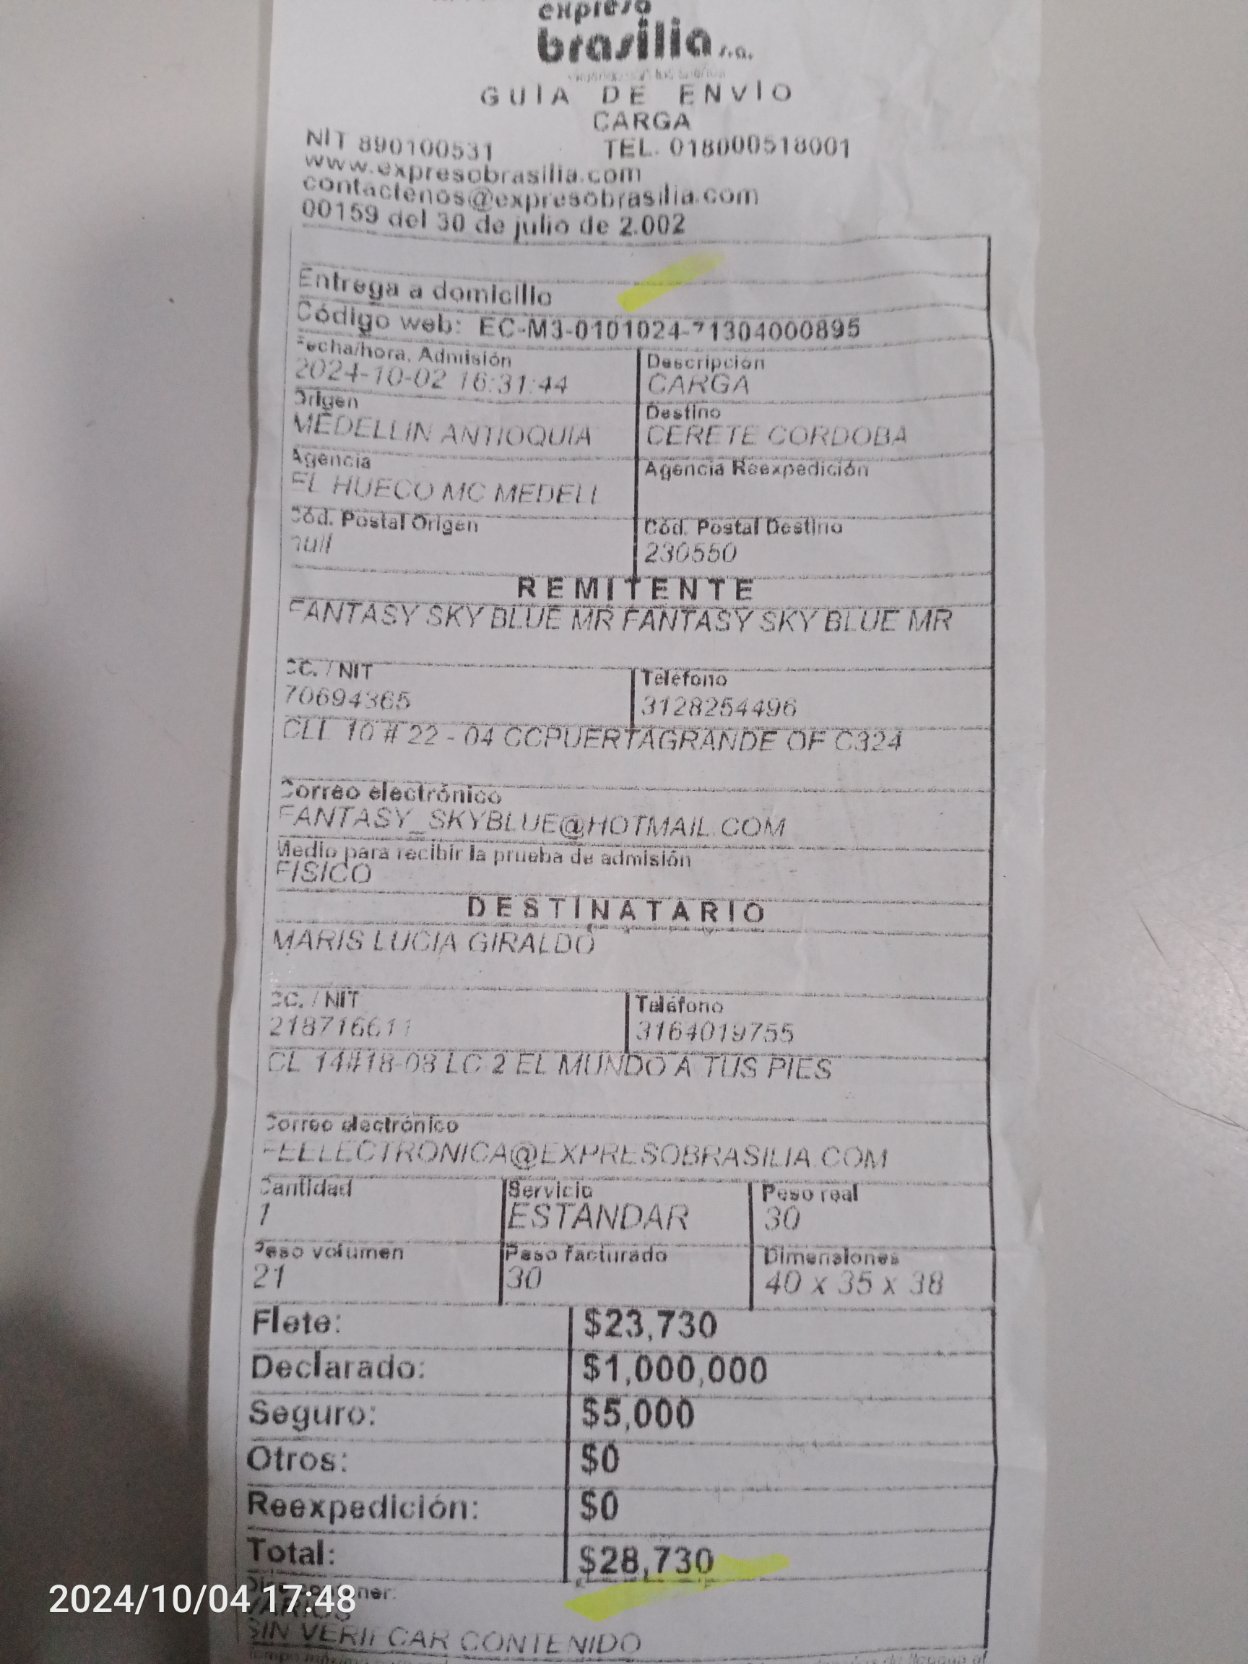 expreso
brasilia s.a.
GUIA DE ENVIO
CARGA
NIT 890100531 TEL. 018000518001
www.expresobrasilia.com
contactenos@expresobrasilia.com
00159 del 30 de julio de 2.002
Entrega a domicilio
Código web: EC-M3-0101024-71304000895
Fecha/hora. Admisión Descripción
2024-10-02 16:31:44 CARGA
Origen Destino
MEDELLIN ANTIOQUIA CERETE CORDOBA
Agencia Agencia Reexpedición
EL HUECO MC MEDELL
Cód. Postal Origen Cód. Postal Destino
null 230550
REMITENTE
FANTASY SKY BLUE MR FANTASY SKY BLUE MR
CC. / NIT Teléfono
70694365 3128254496
CLL 10 # 22 - 04 CCPUERTAGRANDE OF C324
Correo electrónico
FANTASY_SKYBLUE@HOTMAIL.COM
Medio para recibir la prueba de admisión
FISICO
DESTINATARIO
MARIS LUCIA GIRALDO
CC. / NIT Teléfono
218716611 3164019755
CL 14#18-08 LC 2 EL MUNDO A TUS PIES
Correo electrónico
FEELECTRONICA@EXPRESOBRASILIA.COM
Cantidad Servicio Peso real
1 ESTANDAR 30
Peso volumen Peso facturado Dimensiones
21 30 40 x 35 x 38
Flete: $23,730
Declarado: $1,000,000
Seguro: $5,000
Otros: $0
Reexpedición: $0
Total: $28,730
2024/10/04 17:48
VARIOS
SIN VERIFICAR CONTENIDO